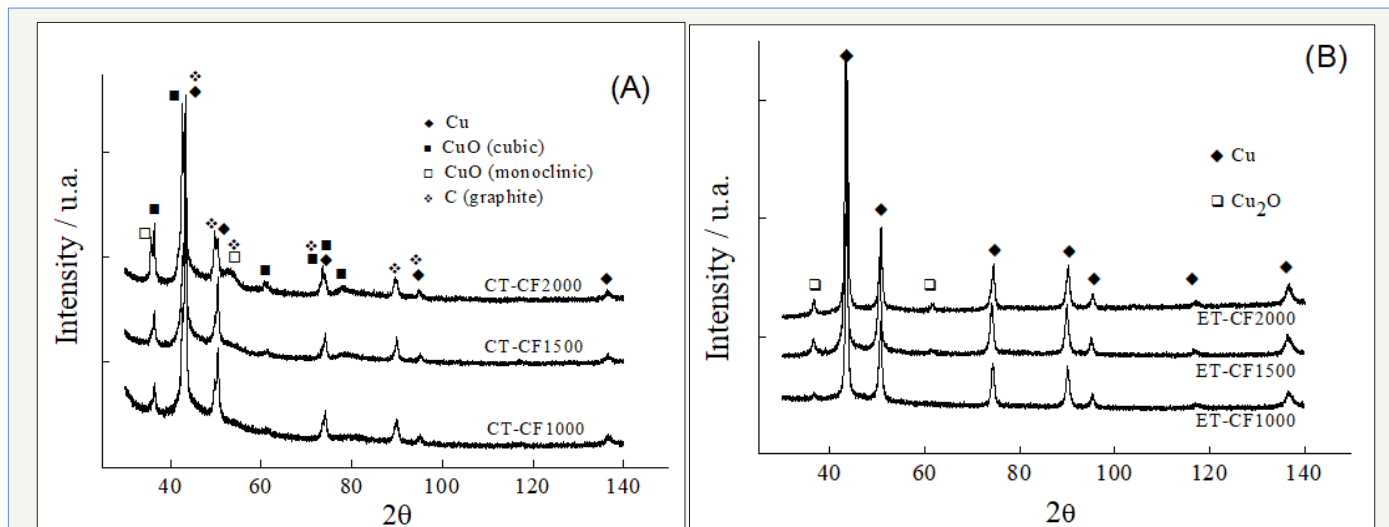 (A)
Cu
CuO (cubic)
CuO (monoclinic)
C (graphite)
Intensity / u.a.
CT-CF2000
CT-CF1500
CT-CF1000
40 60 80 100 120 140
2θ
(B)
Cu
Cu2O
Intensity / u.a.
ET-CF2000
ET-CF1500
ET-CF1000
40 60 80 100 120 140
2θ